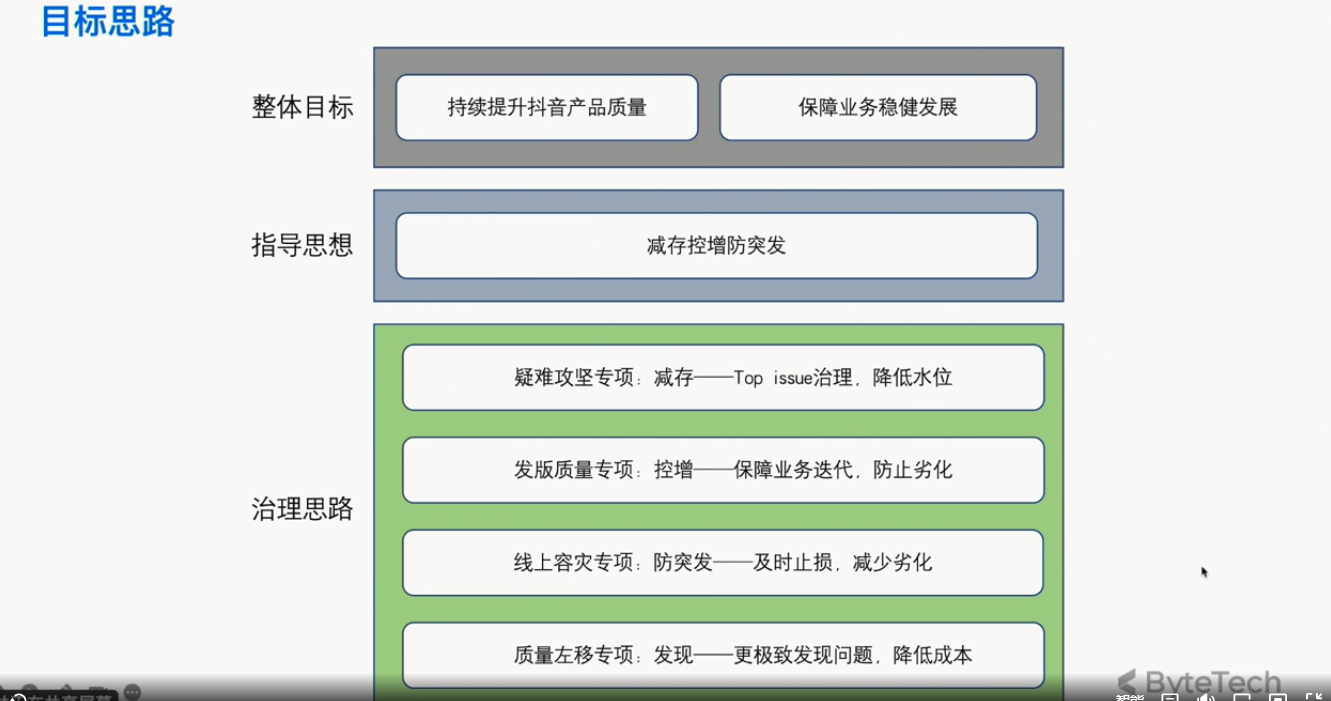 目标思路
整体目标
持续提升抖音产品质量
保障业务稳健发展
指导思想
减存控增防突发
治理思路
疑难攻坚专项：减存——Top issue治理，降低水位
发版质量专项：控增——保障业务迭代，防止劣化
线上容灾专项：防突发——及时止损，减少劣化
质量左移专项：发现——更极致发现问题，降低成本
ByteTech
智能